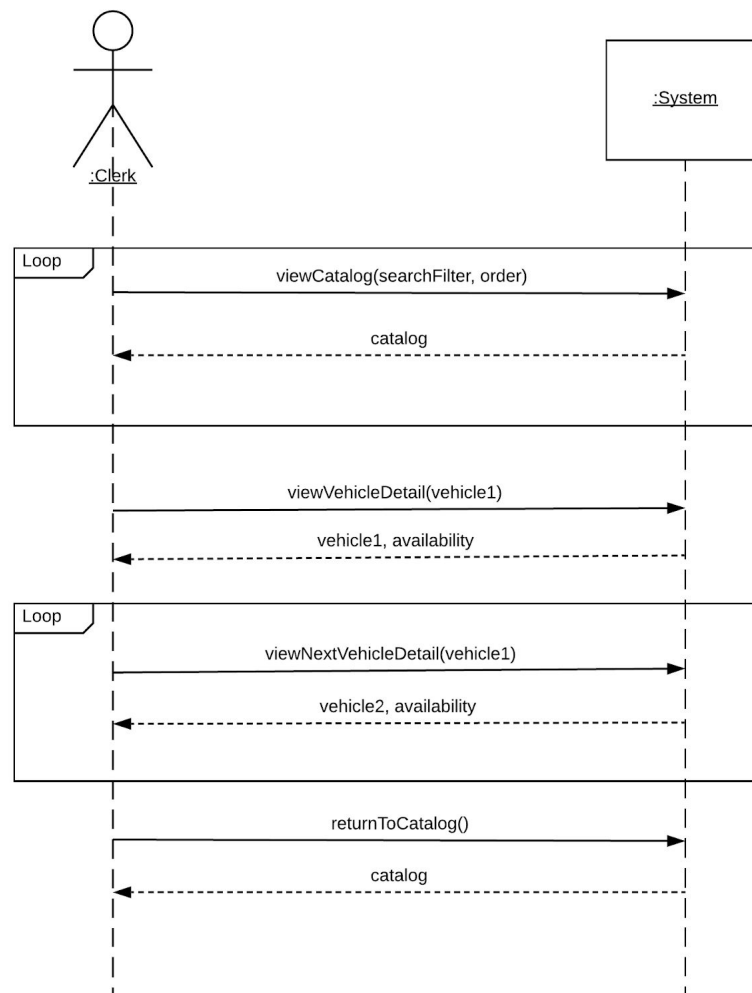 :System
:Clerk
Loop
viewCatalog(searchFilter, order)
catalog
viewVehicleDetail(vehicle1)
vehicle1, availability
Loop
viewNextVehicleDetail(vehicle1)
vehicle2, availability
returnToCatalog()
catalog